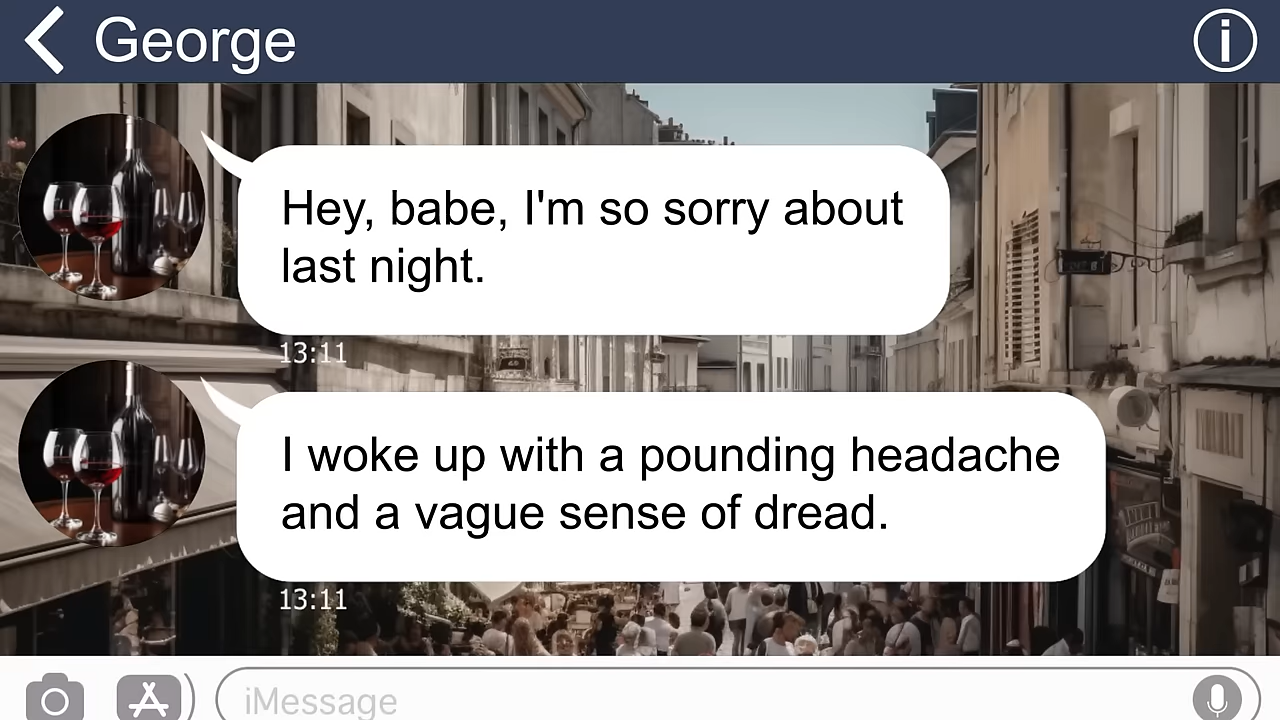 George
Hey, babe, I'm so sorry about
last night.
13:11
I woke up with a pounding headache
and a vague sense of dread.
13:11
iMessage